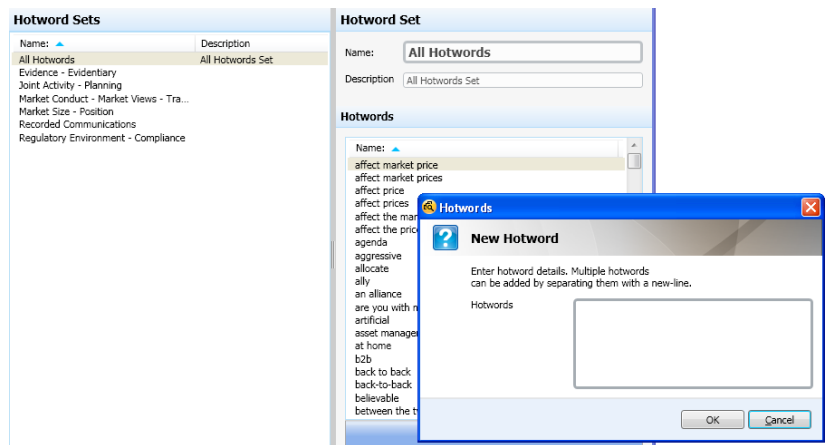 Hotword Sets
Name:
Description
All Hotwords
All Hotwords Set
Evidence - Evidentiary
Joint Activity - Planning
Market Conduct - Market Views - Tra...
Market Size - Position
Recorded Communications
Regulatory Environment - Compliance
Hotword Set
Name:
All Hotwords
Description
All Hotwords Set
Hotwords
Name:
affect market price
affect market prices
affect price
affect prices
affect the mar
affect the price
agenda
aggressive
allocate
ally
an alliance
are you with
artificial
asset manage
at home
b2b
back to back
back-to-back
believable
between the
Hotwords
New Hotword
Enter hotword details. Multiple hotwords
can be added by separating them with a new-line.
Hotwords
OK
Cancel